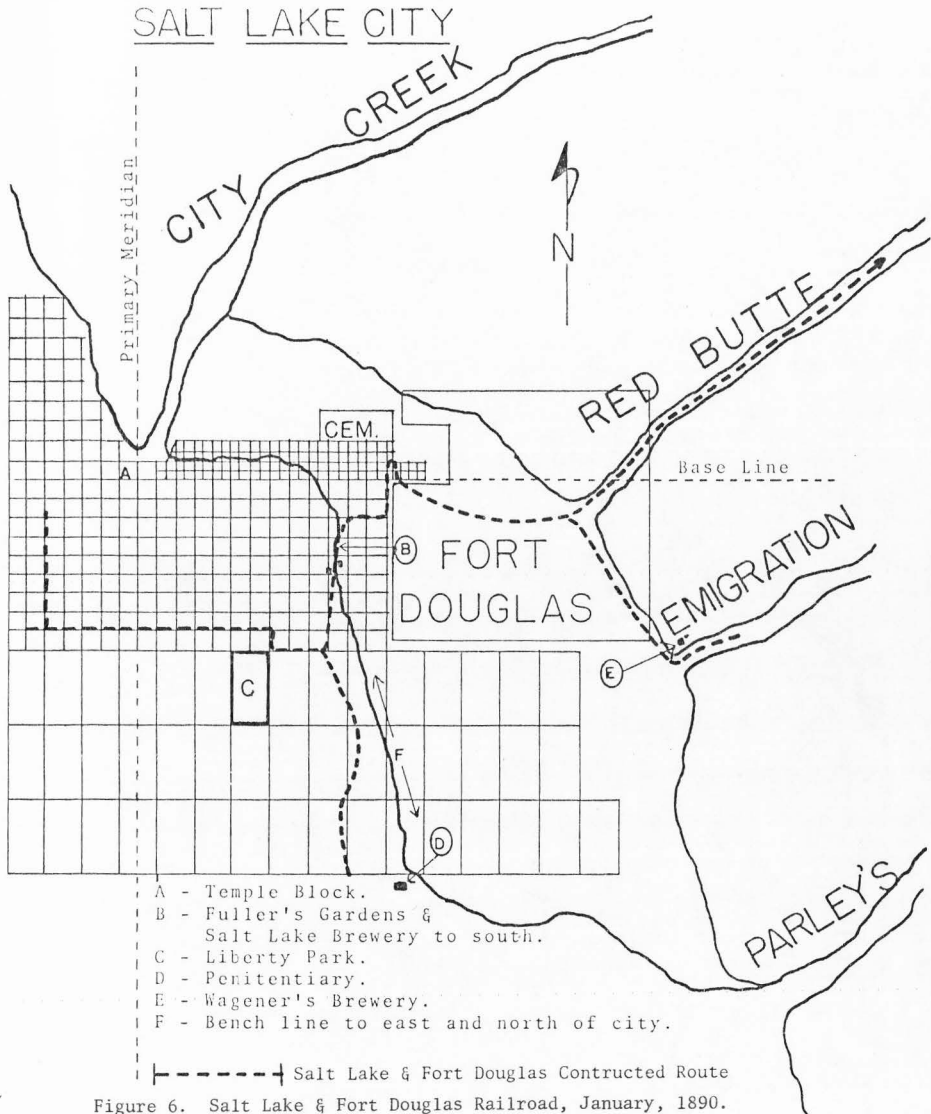 SALT LAKE CITY
CITY CREEK
Primary Meridian
N
RED BUTTE
CEM.
A
Base Line
B
FORT
DOUGLAS
EMIGRATION
E
C
F
D
PARLEY'S
A - Temple Block.
B - Fuller's Gardens &
Salt Lake Brewery to south.
C - Liberty Park.
D - Penitentiary.
E - Wagener's Brewery.
F - Bench line to east and north of city.
Salt Lake & Fort Douglas Contructed Route
Figure 6. Salt Lake & Fort Douglas Railroad, January, 1890.